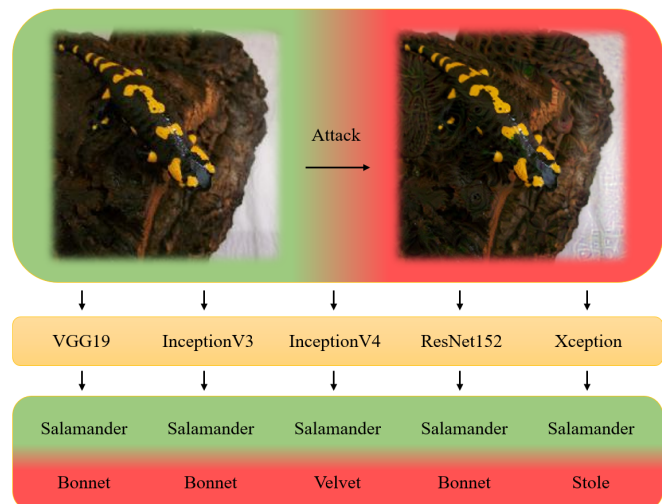 Attack
VGG19 InceptionV3 InceptionV4 ResNet152 Xception
Salamander Salamander Salamander Salamander Salamander
Bonnet Bonnet Velvet Bonnet Stole